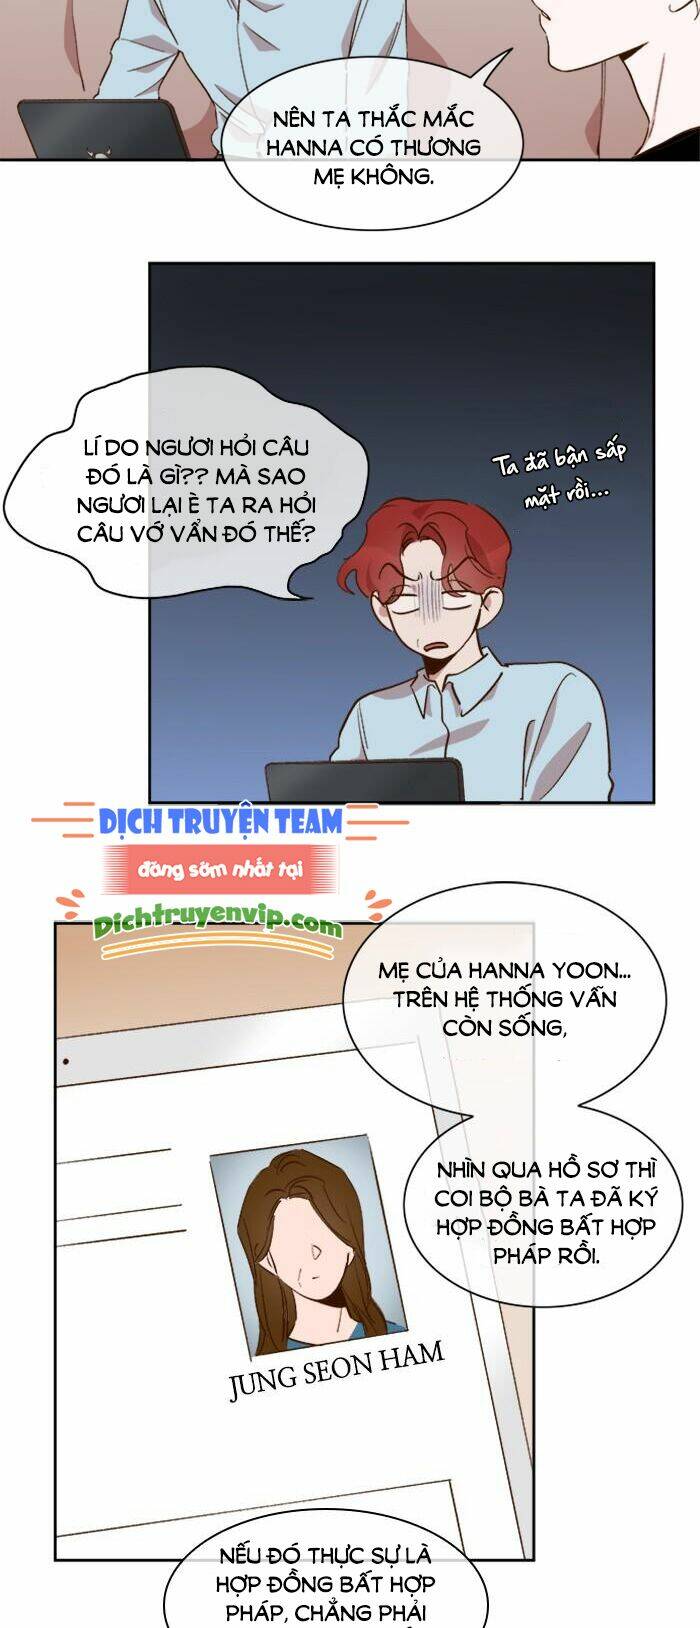 NÊN TA THẮC MẮC
HANNA CÓ THƯƠNG
MẸ KHÔNG.
LÍ DO NGƯƠI HỎI CÂU
ĐÓ LÀ GÌ?? MÀ SAO
NGƯƠI LẠI È TA RA HỎI
CÂU VỚ VẨN ĐÓ THẾ?
Ta đã bận sấp
mặt rồi...
DỊCH TRUYỆN TEAM
đăng sớm nhất tại
Dichtruyenvip.com
MẸ CỦA HANNA YOON...
TRÊN HỆ THỐNG VẪN
CÒN SỐNG,
NHÌN QUA HỒ SƠ THÌ
COI BỘ BÀ TA ĐÃ KÝ
HỢP ĐỒNG BẤT HỢP
PHÁP RỒI.
JUNG SEON HAM
NẾU ĐÓ THỰC SỰ LÀ
HỢP ĐỒNG BẤT HỢP
PHÁP, CHẲNG PHẢI